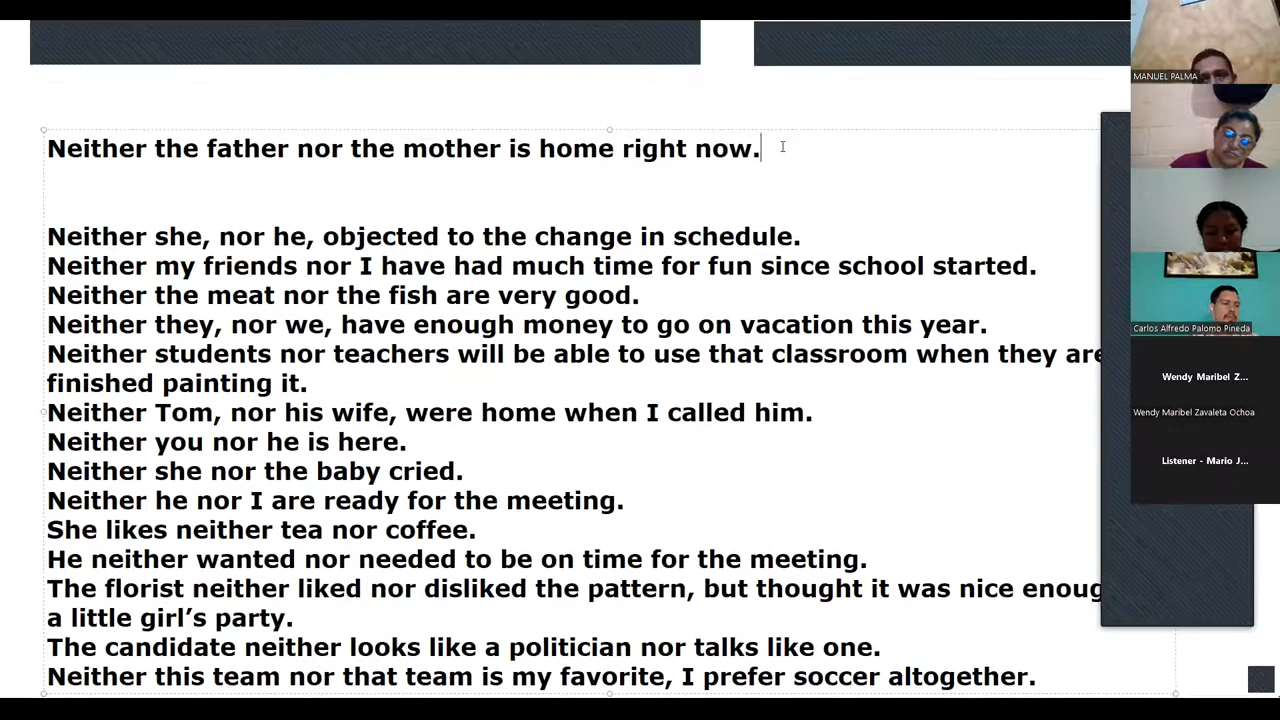 Neither the father nor the mother is home right now.
Neither she, nor he, objected to the change in schedule.
Neither my friends nor I have had much time for fun since school started.
Neither the meat nor the fish are very good.
Neither they, nor we, have enough money to go on vacation this year.
Neither students nor teachers will be able to use that classroom when they are
finished painting it.
Neither Tom, nor his wife, were home when I called him.
Neither you nor he is here.
Neither she nor the baby cried.
Neither he nor I are ready for the meeting.
She likes neither tea nor coffee.
He neither wanted nor needed to be on time for the meeting.
The florist neither liked nor disliked the pattern, but thought it was nice enoug
a little girl’s party.
The candidate neither looks like a politician nor talks like one.
Neither this team nor that team is my favorite, I prefer soccer altogether.
MANUEL PALMA
Carlos Alfredo Palomo Pineda
Wendy Maribel Z...
Wendy Maribel Zavaleta Ochoa
Listener - Mario J...